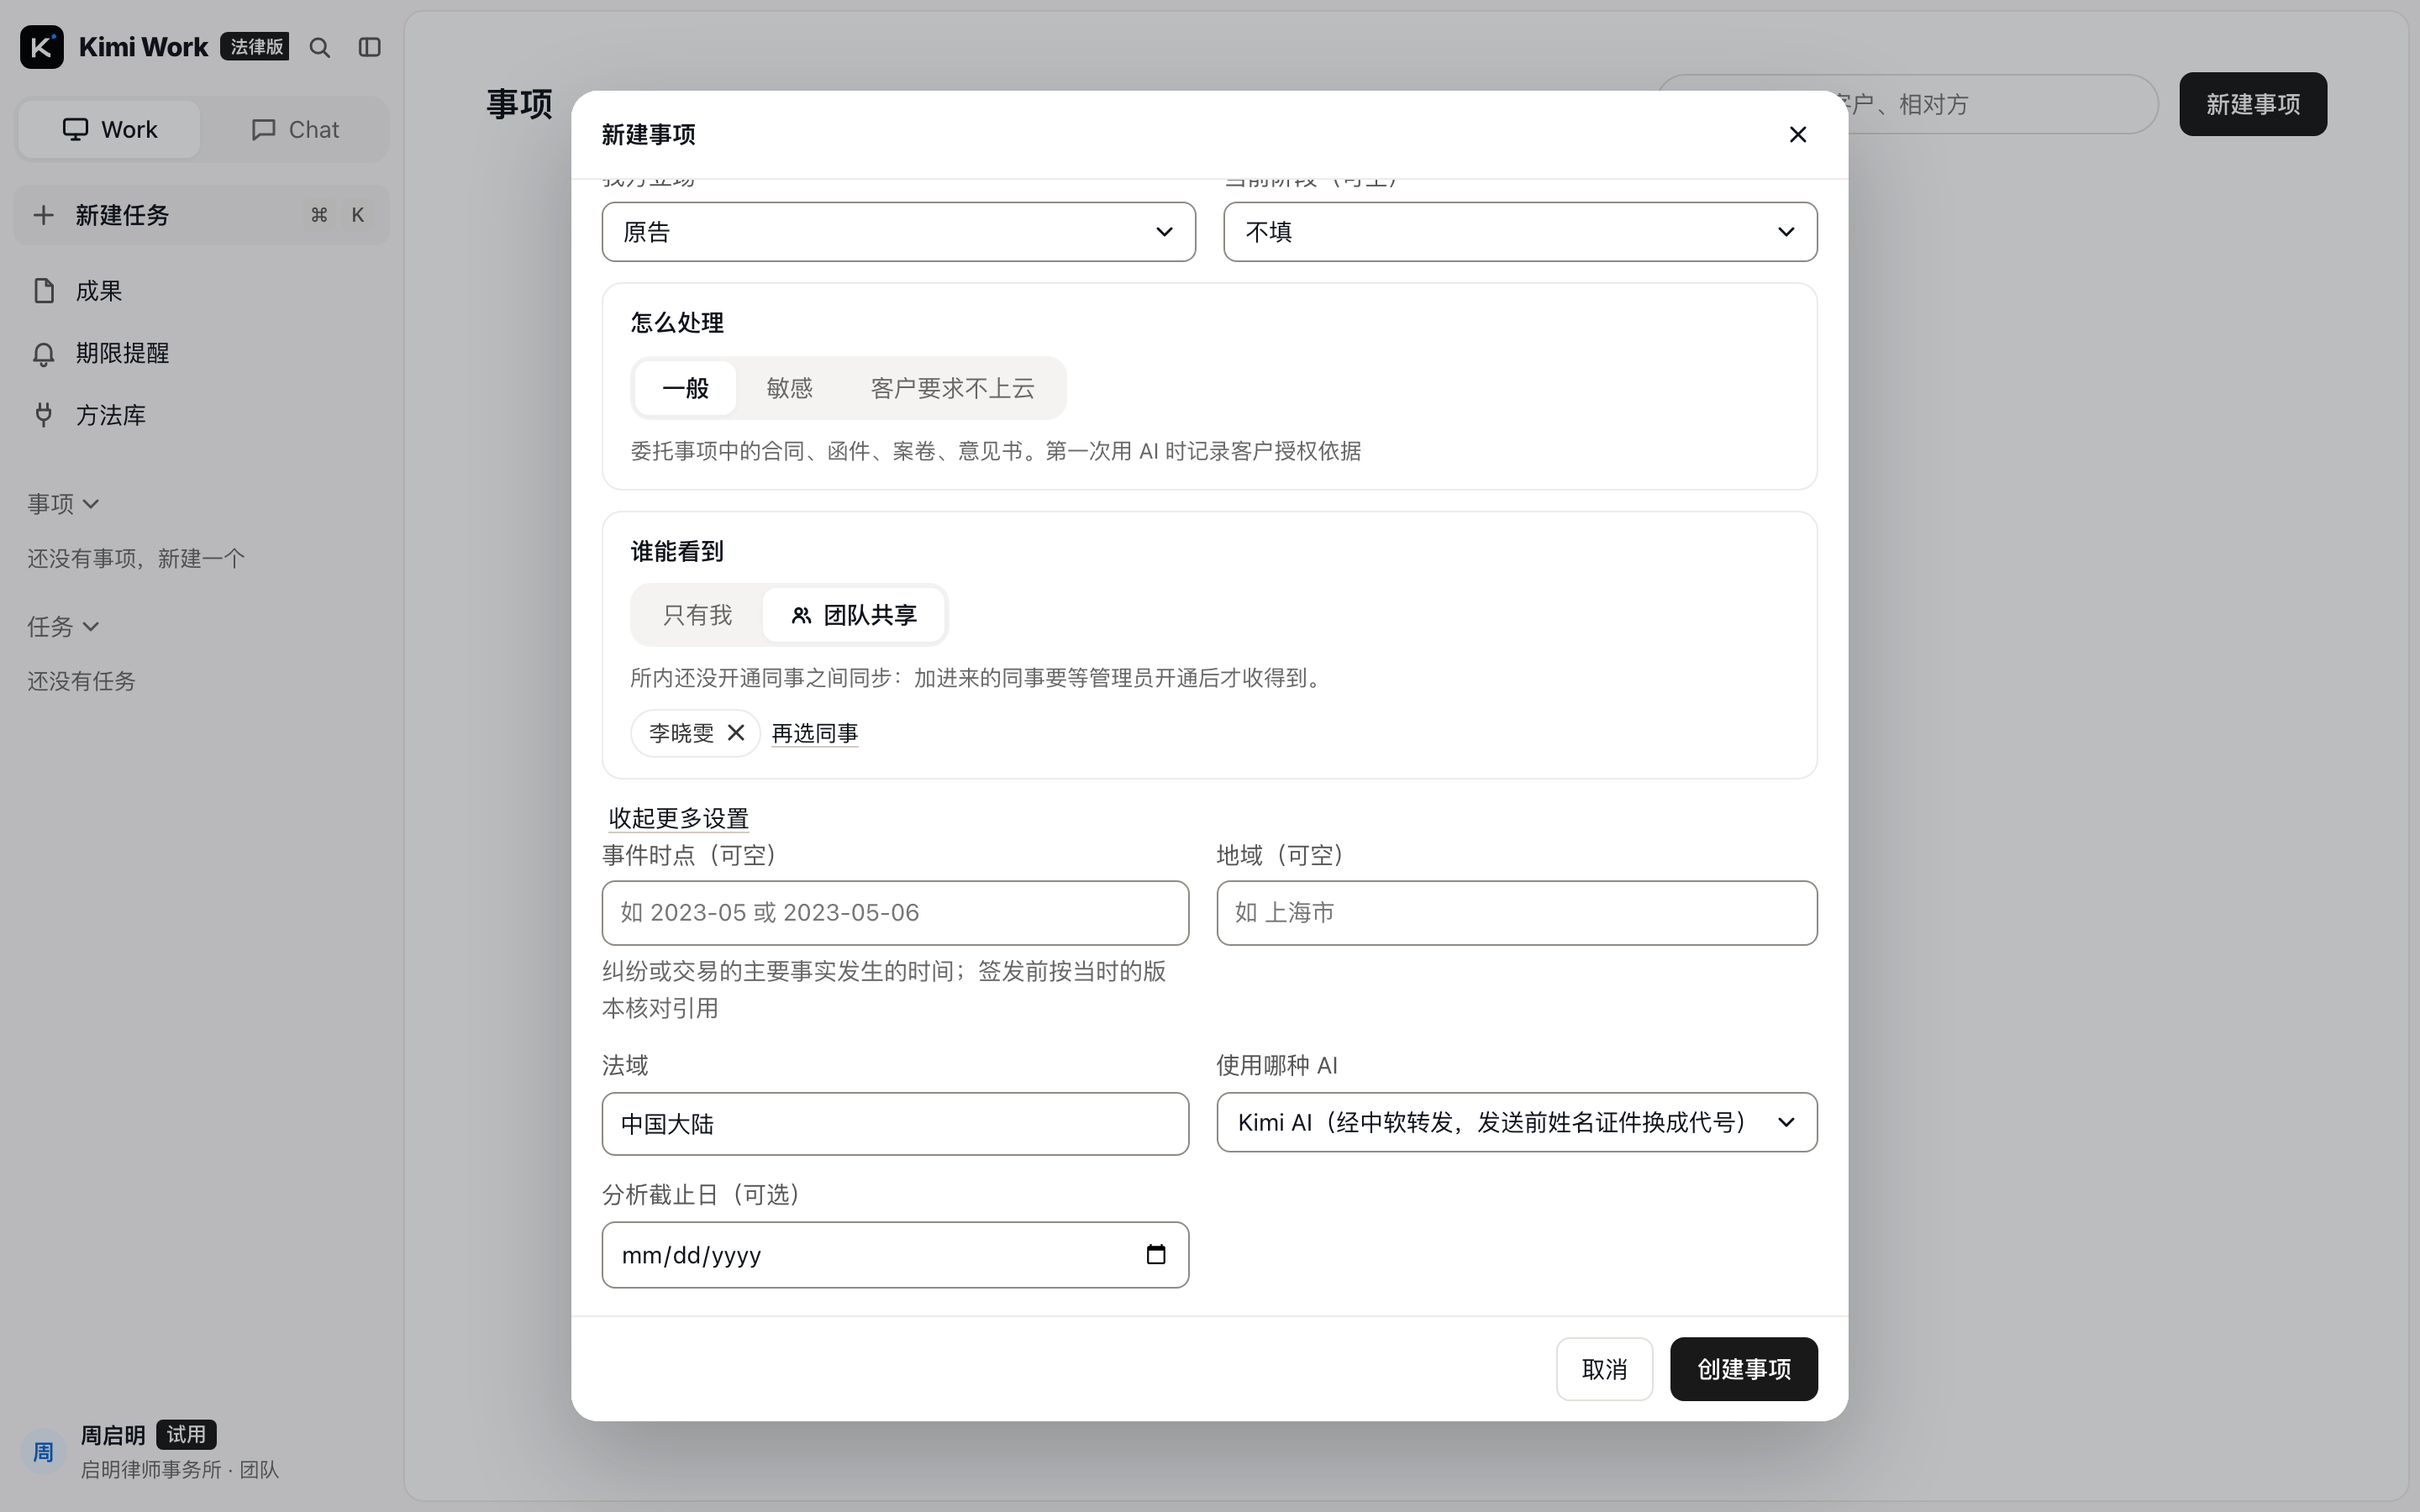 Kimi Work 法律版
Work
Chat
新建任务 ⌘ K
成果
期限提醒
方法库
事项
还没有事项，新建一个
任务
还没有任务
周
周启明 试用
启明律师事务所 · 团队
事项
户、相对方
新建事项
新建事项
我方立场
当前阶段（可空）
原告
不填
怎么处理
一般
敏感
客户要求不上云
委托事项中的合同、函件、案卷、意见书。第一次用 AI 时记录客户授权依据
谁能看到
只有我
团队共享
所内还没开通同事之间同步：加进来的同事要等管理员开通后才收得到。
李晓雯
再选同事
收起更多设置
事件时点（可空）
地域（可空）
如 2023-05 或 2023-05-06
如 上海市
纠纷或交易的主要事实发生的时间；签发前按当时的版
本核对引用
法域
使用哪种 AI
中国大陆
Kimi AI（经中软转发，发送前姓名证件换成代号）
分析截止日（可选）
mm/dd/yyyy
取消
创建事项